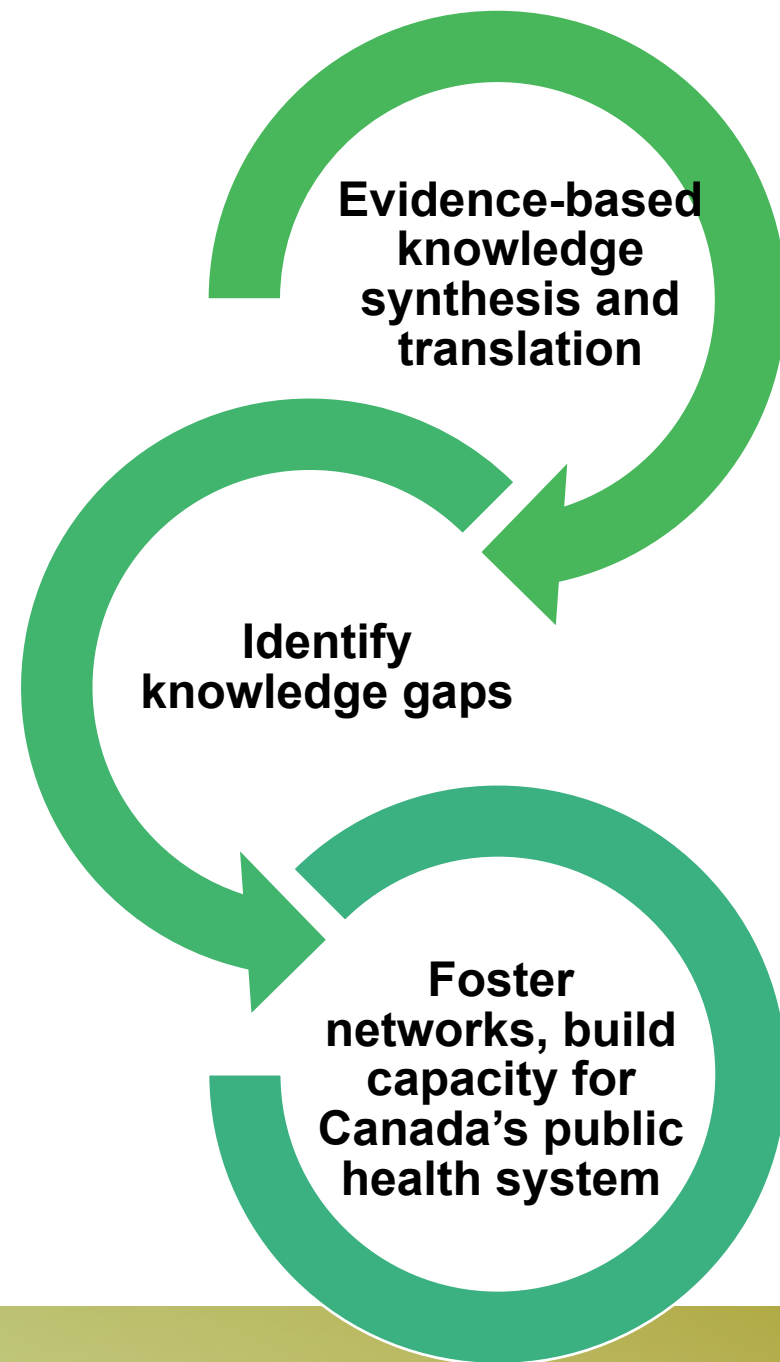 Evidence-based
knowledge
synthesis and
translation
Identify
knowledge gaps
Foster
networks, build
capacity for
Canada’s public
health system